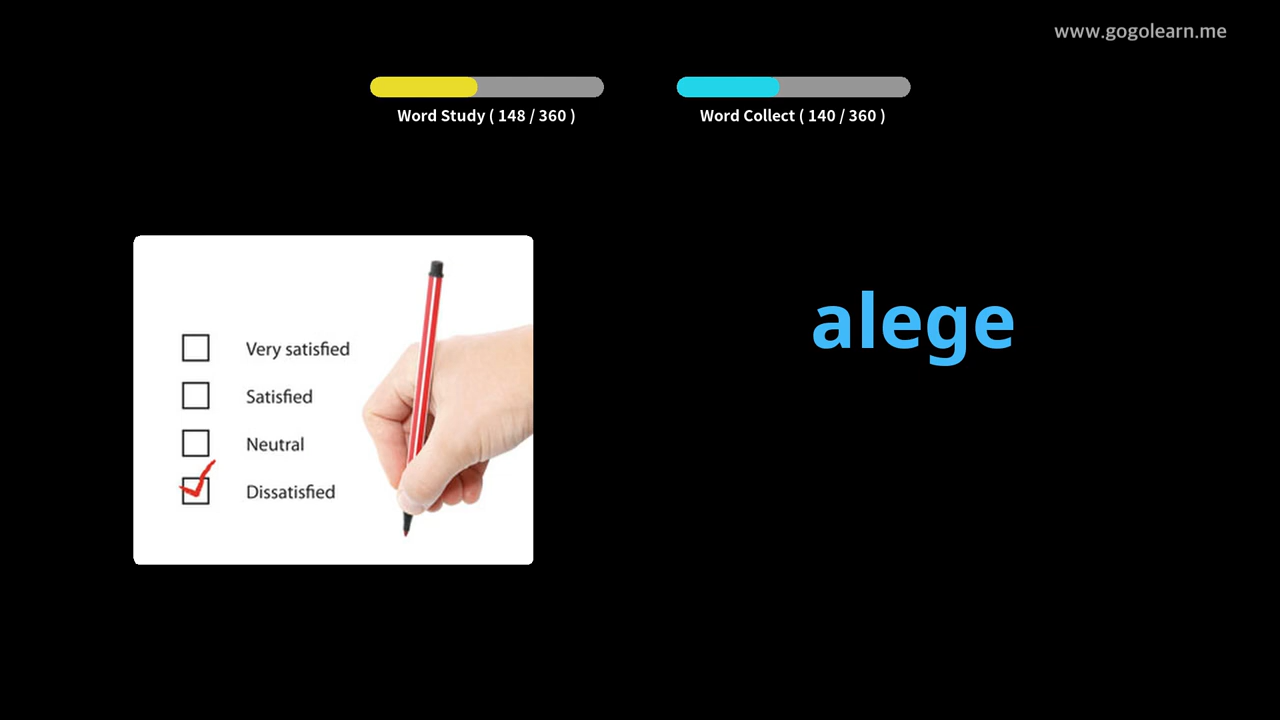 www.gogolearn.me
Word Study ( 148 / 360 )
Word Collect ( 140 / 360 )
alege
Very satisfied
Satisfied
Neutral
Dissatisfied